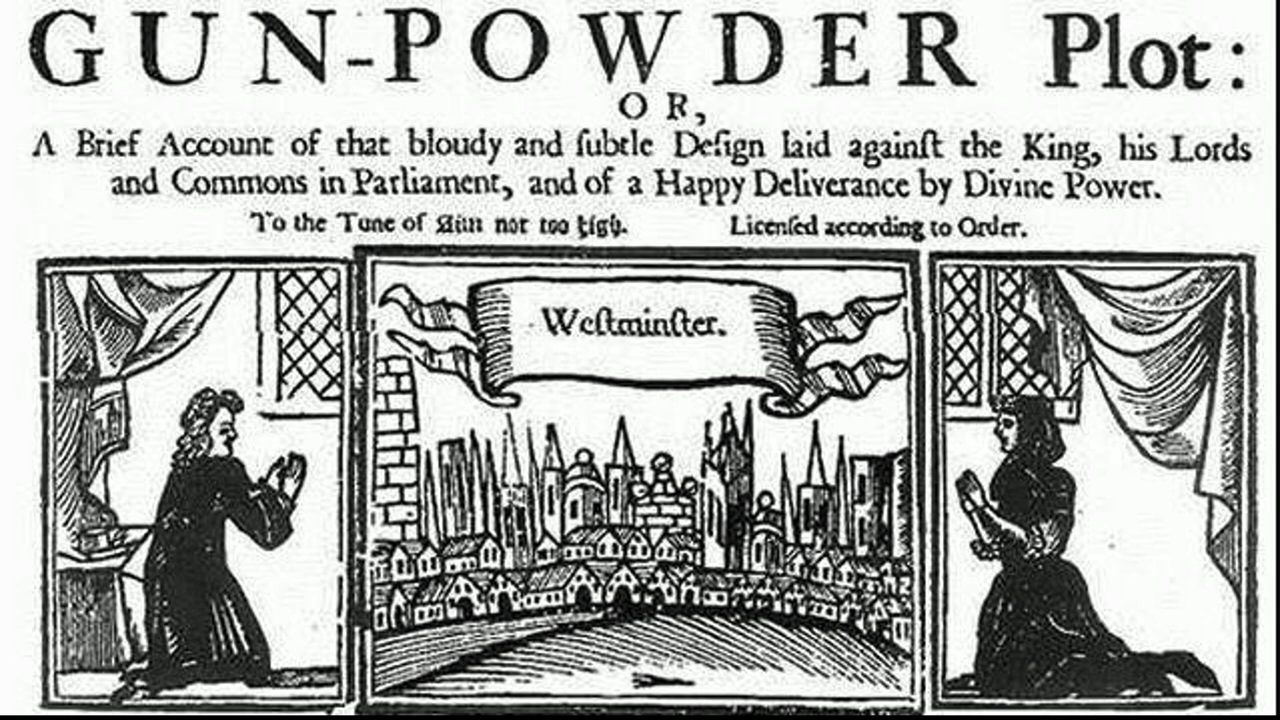 GUN-POWDER Plot:
OR,
A Brief Account of that bloudy and ſubtle Deſign laid againſt the King, his Lords
and Commons in Parliament, and of a Happy Deliverance by Divine Power.
To the Tune of Aim not too high. Licenſed according to Order.
Weſtminſter.